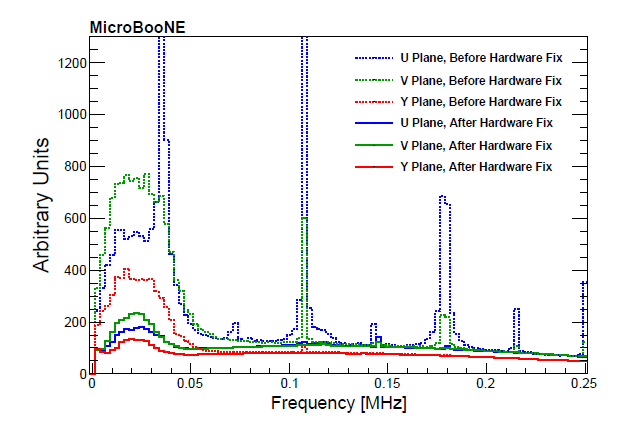 MicroBooNE
U Plane, Before Hardware Fix
V Plane, Before Hardware Fix
Y Plane, Before Hardware Fix
U Plane, After Hardware Fix
V Plane, After Hardware Fix
Y Plane, After Hardware Fix
Arbitrary Units
1200
1000
800
600
400
200
0
0 0.05 0.1 0.15 0.2 0.25
Frequency [MHz]